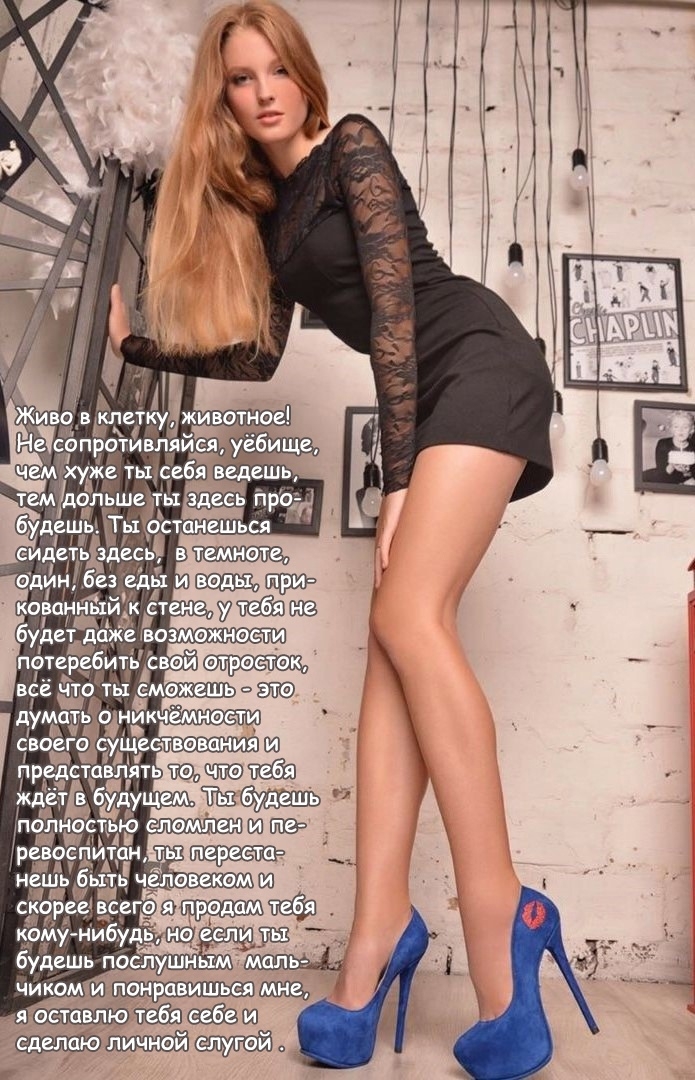 Charlie
CHAPLIN
Живо в клетку, животное!
Не сопротивляйся, уёбище,
чем хуже ты себя ведешь,
тем дольше ты здесь про-
будешь. Ты останешься
сидеть здесь, в темноте,
один, без еды и воды, при-
кованный к стене, у тебя не
будет даже возможности
потеребить свой отросток,
всё что ты сможешь - это
думать о никчёмности
своего существования и
представлять то, что тебя
ждёт в будущем. Ты будешь
полностью сломлен и пе-
ревоспитан, ты переста-
нешь быть человеком и
скорее всего я продам тебя
кому-нибудь, но если ты
будешь послушным маль-
чиком и понравишься мне,
я оставлю тебя себе и
сделаю личной слугой .